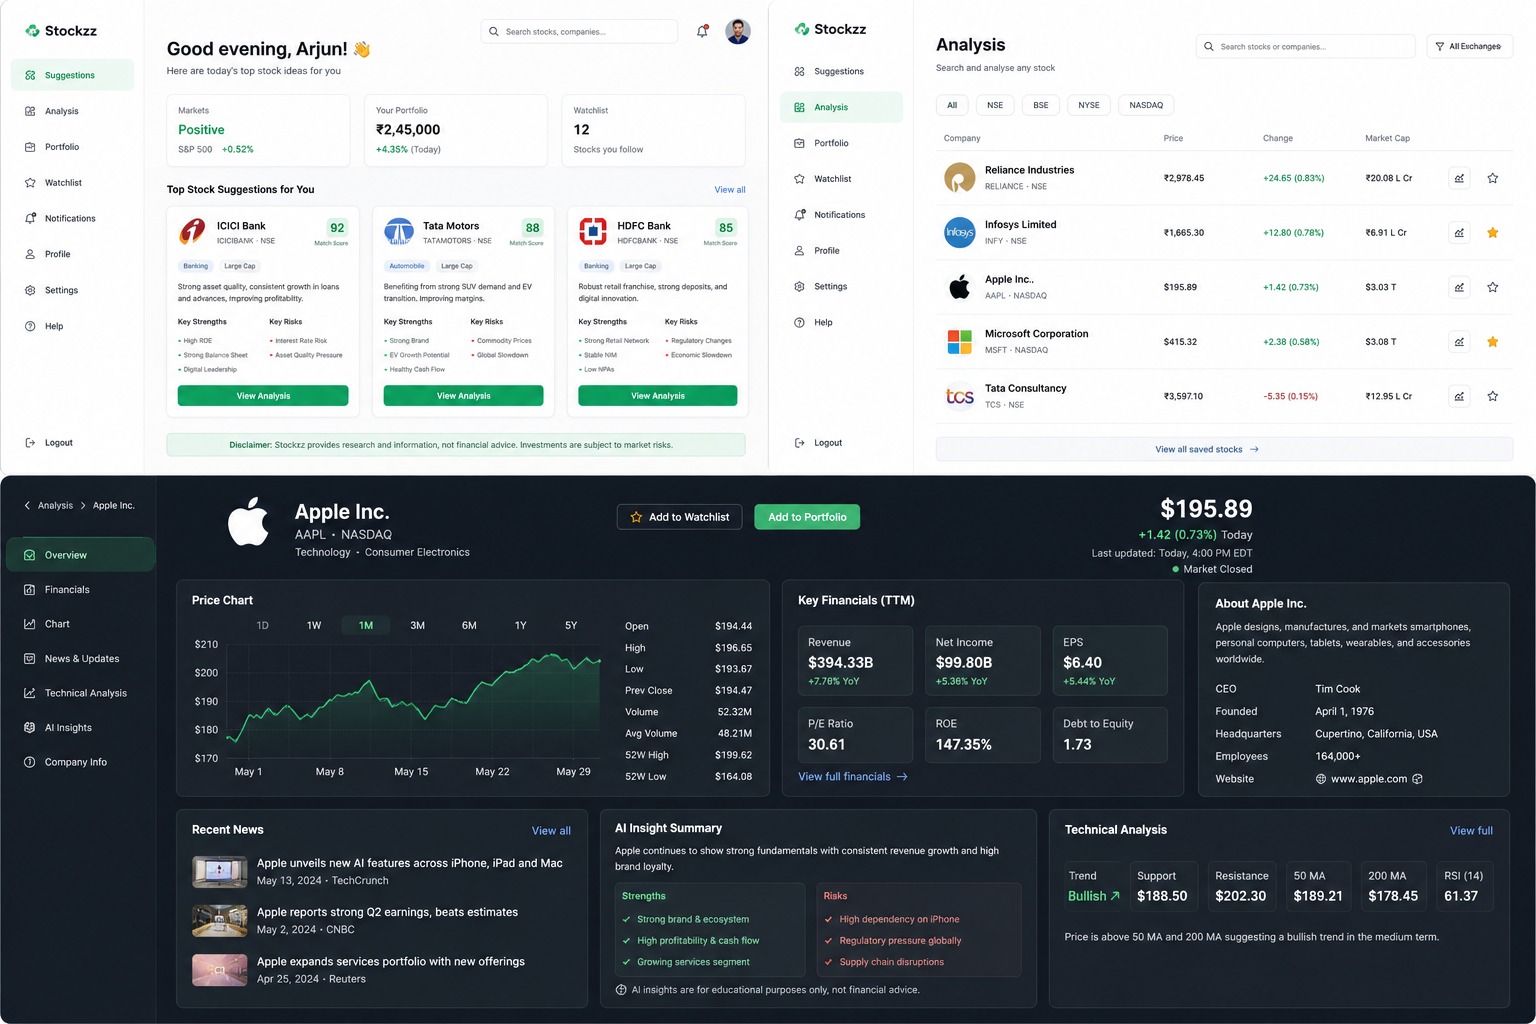 Stockzz
Suggestions
Analysis
Portfolio
Watchlist
Notifications
Profile
Settings
Help
Logout
Search stocks, companies...
Good evening, Arjun! 👋
Here are today's top stock ideas for you
Markets
Positive
S&P 500 +0.52%
Your Portfolio
₹2,45,000
+4.35% (Today)
Watchlist
12
Stocks you follow
Top Stock Suggestions for You
View all
ICICI Bank
ICICIBANK · NSE
92
Match Score
Banking
Large Cap
Strong asset quality, consistent growth in loans
and advances, improving profitability.
Key Strengths
• High ROE
• Strong Balance Sheet
• Digital Leadership
Key Risks
• Interest Rate Risk
• Asset Quality Pressure
View Analysis
Tata Motors
TATAMOTORS · NSE
88
Match Score
Automobile
Large Cap
Benefiting from strong SUV demand and EV
transition. Improving margins.
Key Strengths
• Strong Brand
• EV Growth Potential
• Healthy Cash Flow
Key Risks
• Commodity Prices
• Global Slowdown
View Analysis
HDFC Bank
HDFCBANK · NSE
85
Match Score
Banking
Large Cap
Robust retail franchise, strong deposits, and
digital innovation.
Key Strengths
• Strong Retail Network
• Stable NIM
• Low NPAs
Key Risks
• Regulatory Changes
• Economic Slowdown
View Analysis
Disclaimer: Stockzz provides research and information, not financial advice. Investments are subject to market risks.
Stockzz
Suggestions
Analysis
Portfolio
Watchlist
Notifications
Profile
Settings
Help
Logout
Analysis
Search and analyse any stock
Search stocks or companies...
All Exchanges
All
NSE
BSE
NYSE
NASDAQ
Company Price Change Market Cap
Reliance Industries
RELIANCE · NSE
₹2,978.45
+24.65 (0.83%)
₹20.08 L Cr
Infosys
Infosys Limited
INFY · NSE
₹1,665.30
+12.80 (0.78%)
₹6.91 L Cr
Apple Inc..
AAPL · NASDAQ
$195.89
+1.42 (0.73%)
$3.03 T
Microsoft Corporation
MSFT · NASDAQ
$415.32
+2.38 (0.58%)
$3.08 T
tcs
Tata Consultancy
TCS · NSE
₹3,597.10
-5.35 (0.15%)
₹12.95 L Cr
View all saved stocks →
Analysis > Apple Inc.
Overview
Financials
Chart
News & Updates
Technical Analysis
AI Insights
Company Info
Apple Inc.
AAPL • NASDAQ
Technology • Consumer Electronics
Add to Watchlist
Add to Portfolio
$195.89
+1.42 (0.73%) Today
Last updated: Today, 4:00 PM EDT
Market Closed
Price Chart
1D 1W 1M 3M 6M 1Y 5Y
$210
$200
$190
$180
$170
May 1 May 8 May 15 May 22 May 29
Open $194.44
High $196.65
Low $193.67
Prev Close $194.47
Volume 52.32M
Avg Volume 48.21M
52W High $199.62
52W Low $164.08
Key Financials (TTM)
Revenue
$394.33B
+7.78% YoY
Net Income
$99.80B
+5.36% YoY
EPS
$6.40
+5.44% YoY
P/E Ratio
30.61
ROE
147.35%
Debt to Equity
1.73
View full financials →
About Apple Inc.
Apple designs, manufactures, and markets smartphones,
personal computers, tablets, wearables, and accessories
worldwide.
CEO Tim Cook
Founded April 1, 1976
Headquarters Cupertino, California, USA
Employees 164,000+
Website www.apple.com
Recent News
View all
Apple unveils new AI features across iPhone, iPad and Mac
May 13, 2024 • TechCrunch
Apple reports strong Q2 earnings, beats estimates
May 2, 2024 • CNBC
Apple expands services portfolio with new offerings
Apr 25, 2024 • Reuters
AI Insight Summary
Apple continues to show strong fundamentals with consistent revenue growth and high
brand loyalty.
Strengths
✓ Strong brand & ecosystem
✓ High profitability & cash flow
✓ Growing services segment
Risks
✓ High dependency on iPhone
✓ Regulatory pressure globally
✓ Supply chain disruptions
AI insights are for educational purposes only, not financial advice.
Technical Analysis
View full
Trend
Bullish ↗
Support
$188.50
Resistance
$202.30
50 MA
$189.21
200 MA
$178.45
RSI (14)
61.37
Price is above 50 MA and 200 MA suggesting a bullish trend in the medium term.